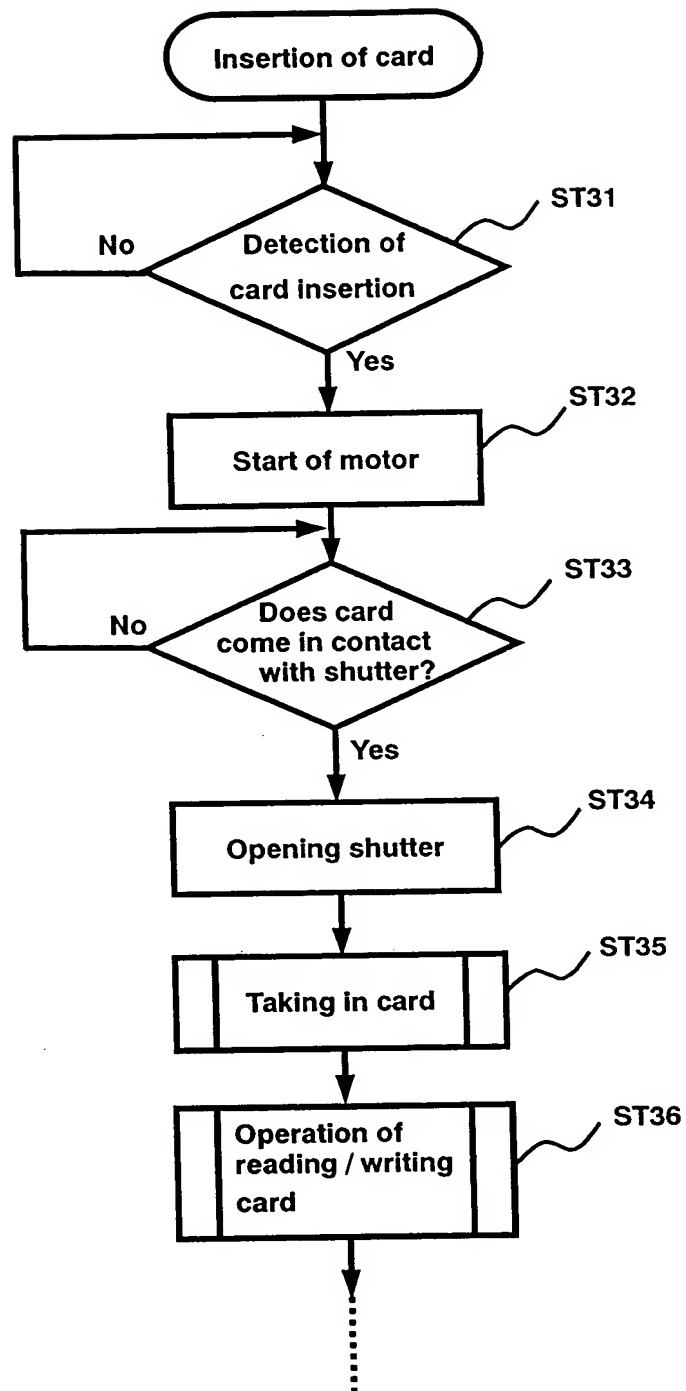 Insertion of card
ST31
No
Detection of
card insertion
Yes
ST32
Start of motor
ST33
No
Does card
come in contact
with shutter?
Yes
ST34
Opening shutter
ST35
Taking in card
ST36
Operation of
reading / writing
card